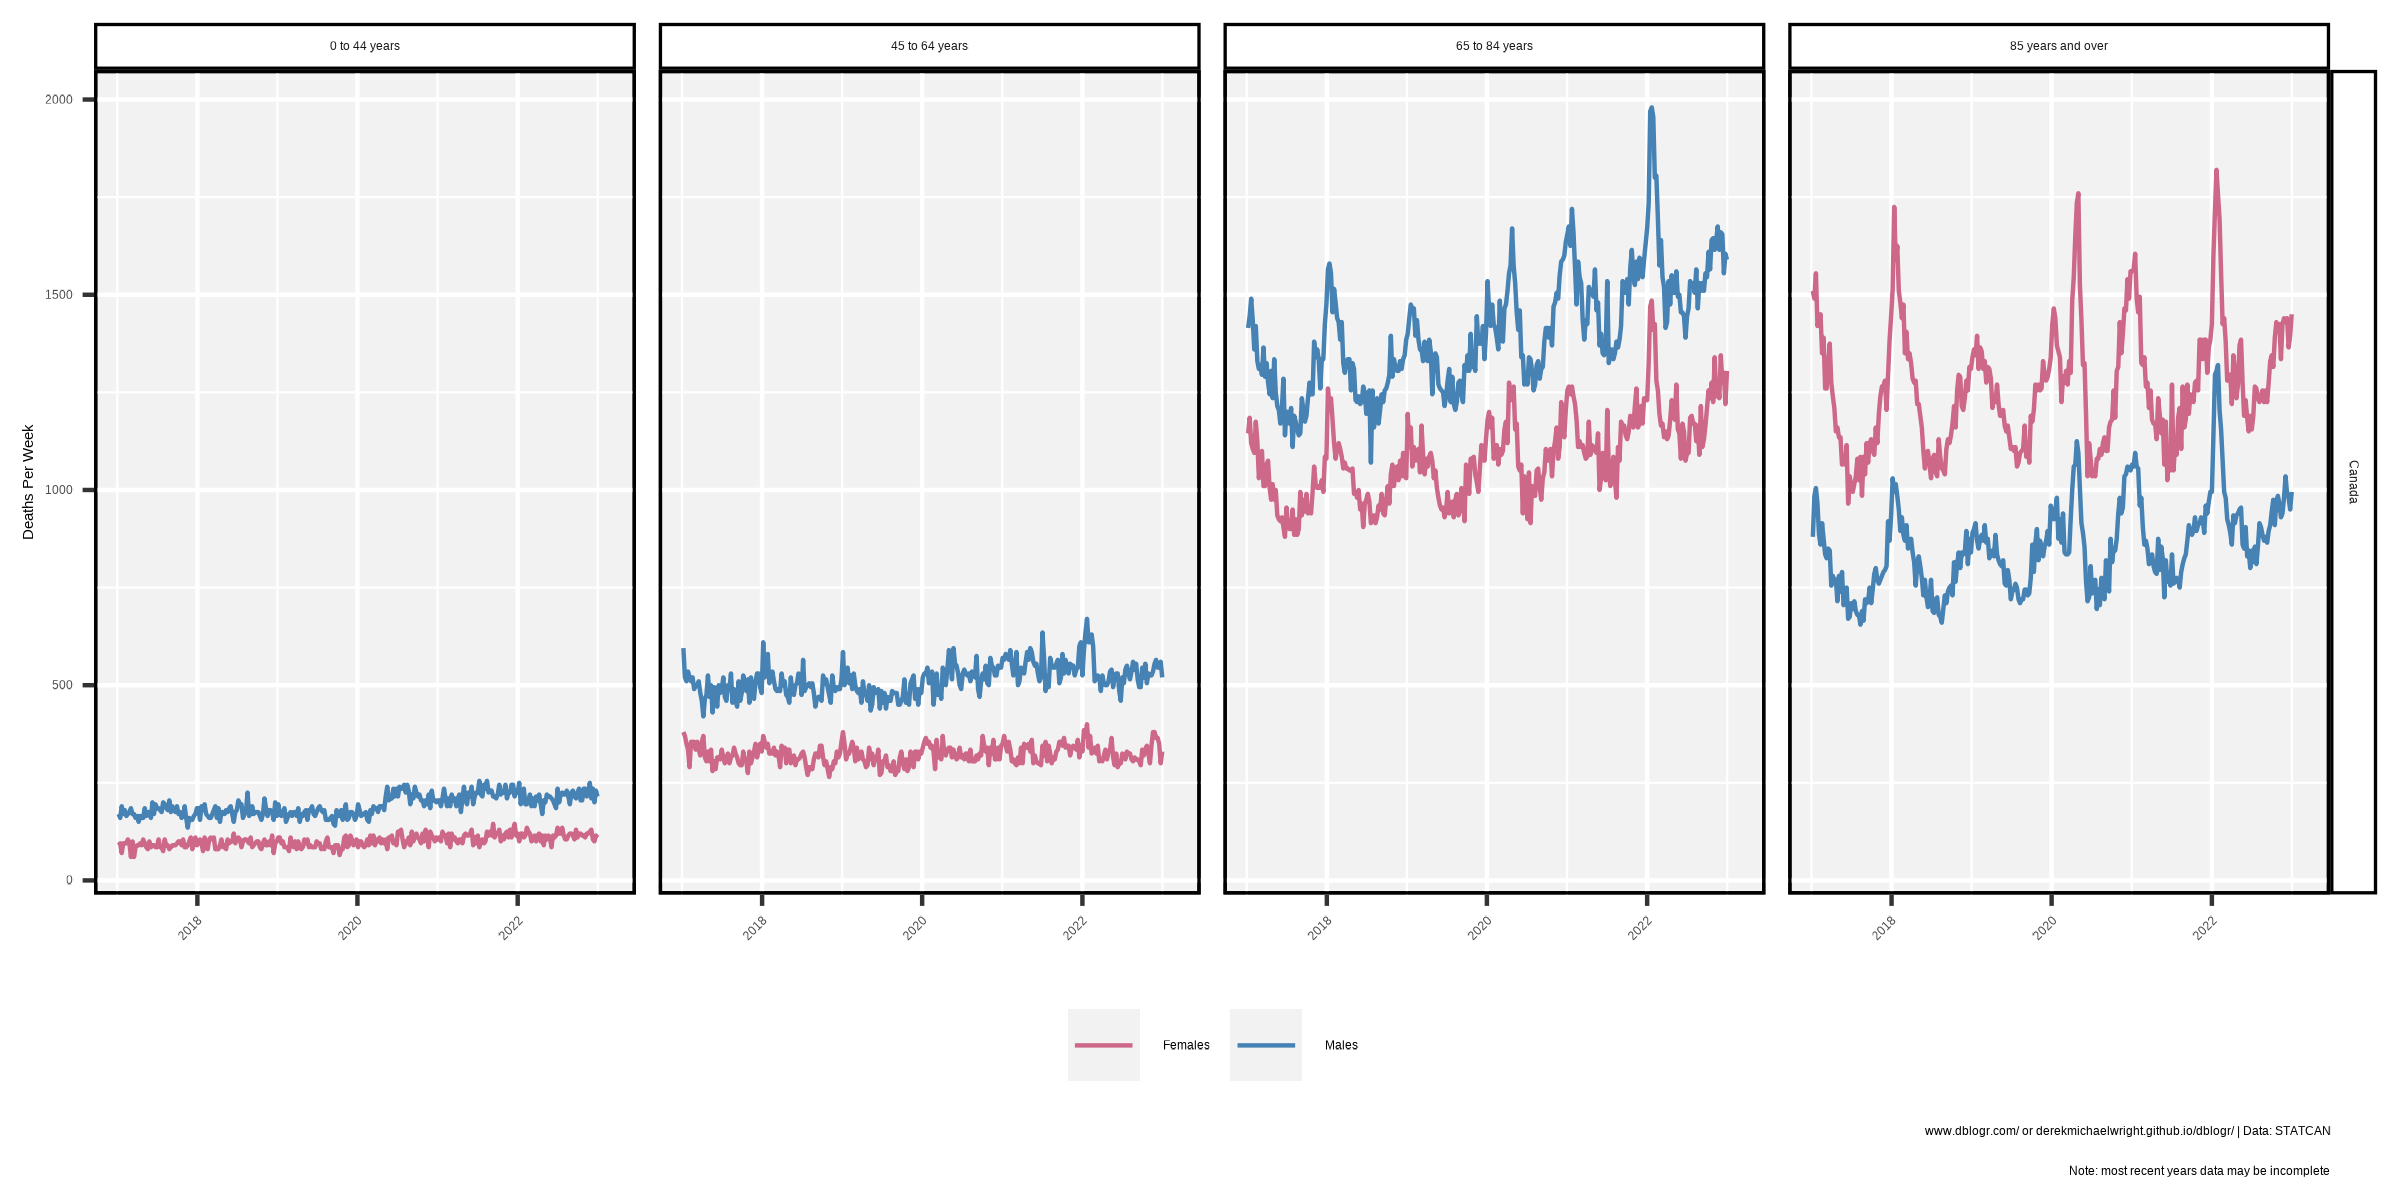 0 to 44 years
45 to 64 years
65 to 84 years
85 years and over
2000
1500
1000
500
0
Deaths Per Week
Canada
2018
2020
2022
2018
2020
2022
2018
2020
2022
2018
2020
2022
Females
Males
www.dblogr.com/ or derekmichaelwright.github.io/dblogr/ | Data: STATCAN
Note: most recent years data may be incomplete